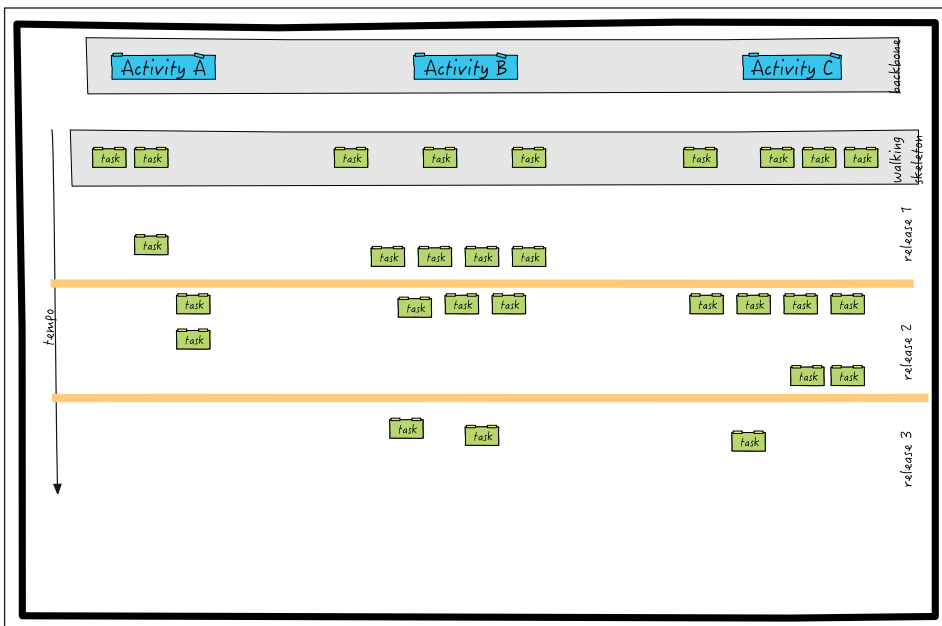 Activity A
Activity B
Activity C
backbone
task
task
task
task
task
task
task
task
task
walking
skeleton
release 1
task
task
task
task
task
tempo
task
task
task
task
task
task
task
task
task
release 2
task
task
task
task
task
task
release 3